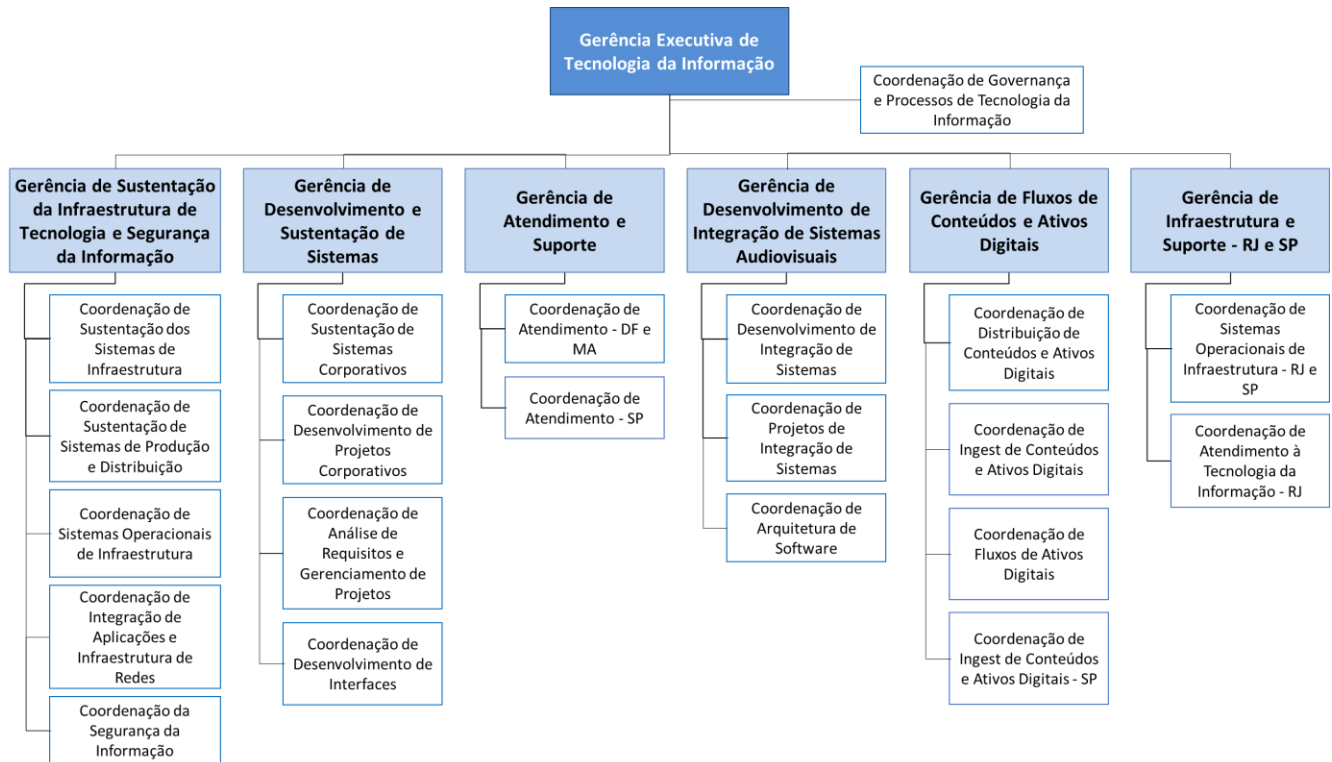 Gerência Executiva de
Tecnologia da Informação
Coordenação de Governança
e Processos de Tecnologia da
Informação
Gerência de Sustentação
da Infraestrutura de
Tecnologia e Segurança
da Informação
Coordenação de
Sustentação dos
Sistemas de
Infraestrutura
Coordenação de
Sustentação de
Sistemas de Produção
e Distribuição
Coordenação de
Sistemas Operacionais
de Infraestrutura
Coordenação de
Integração de
Aplicações e
Infraestrutura de
Redes
Coordenação da
Segurança da
Informação
Gerência de
Desenvolvimento e
Sustentação de
Sistemas
Coordenação de
Sustentação de
Sistemas
Corporativos
Coordenação de
Desenvolvimento de
Projetos
Corporativos
Coordenação de
Análise de
Requisitos e
Gerenciamento de
Projetos
Coordenação de
Desenvolvimento de
Interfaces
Gerência de
Atendimento e
Suporte
Coordenação de
Atendimento - DF e
MA
Coordenação de
Atendimento - SP
Gerência de
Desenvolvimento de
Integração de Sistemas
Audiovisuais
Coordenação de
Desenvolvimento de
Integração de
Sistemas
Coordenação de
Projetos de
Integração de
Sistemas
Coordenação de
Arquitetura de
Software
Gerência de Fluxos de
Conteúdos e Ativos
Digitais
Coordenação de
Distribuição de
Conteúdos e Ativos
Digitais
Coordenação de
Ingest de Conteúdos
e Ativos Digitais
Coordenação de
Fluxos de Ativos
Digitais
Coordenação de
Ingest de Conteúdos
e Ativos Digitais - SP
Gerência de
Infraestrutura e
Suporte - RJ e SP
Coordenação de
Sistemas
Operacionais de
Infraestrutura - RJ e
SP
Coordenação de
Atendimento à
Tecnologia da
Informação - RJ